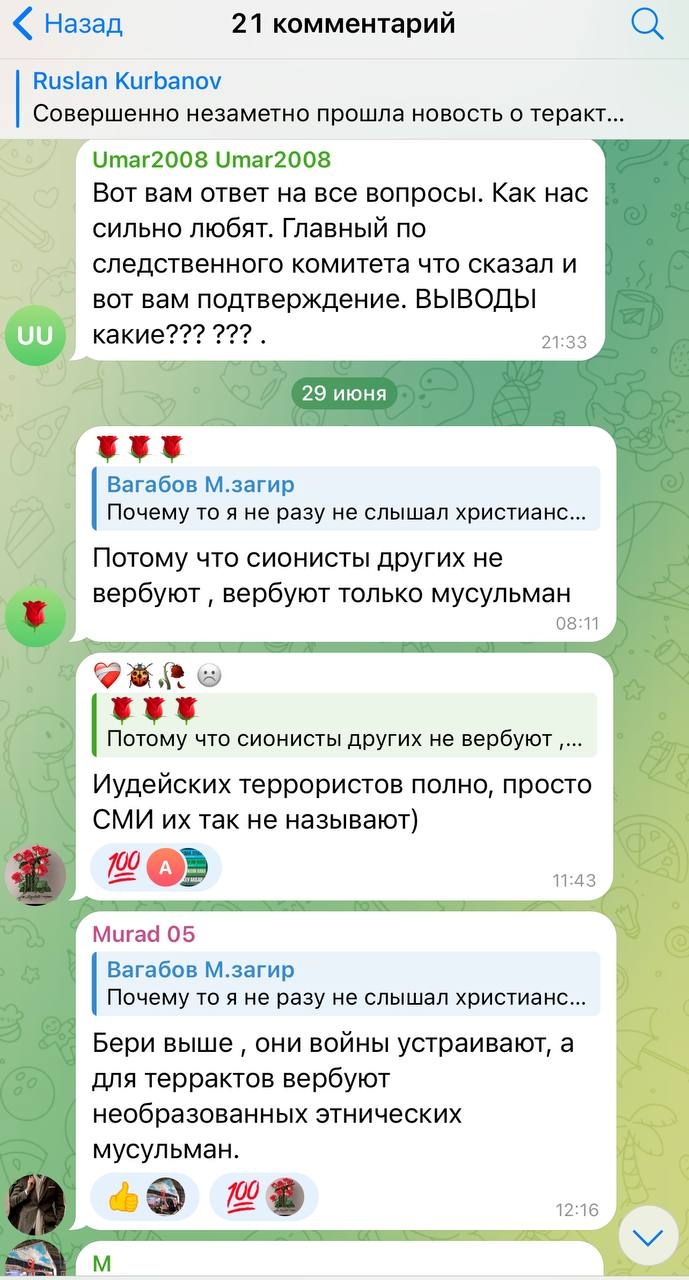 Назад
21 комментарий
Ruslan Kurbanov
Совершенно незаметно прошла новость о теракт...
Umar2008 Umar2008
Вот вам ответ на все вопросы. Как нас
сильно любят. Главный по
следственного комитета что сказал и
вот вам подтверждение. ВЫВОДЫ
какие??? ??? .
21:33
UU
29 июня
🌹🌹🌹
Вагабов М.загир
Почему то я не разу не слышал христианс...
Потому что сионисты других не
вербуют , вербуют только мусульман
08:11
❤️‍🩹🐞🥀☹️
🌹🌹🌹
Потому что сионисты других не вербуют ,...
Иудейских террористов полно, просто
СМИ их так не называют)
💯 A
11:43
Murad 05
Вагабов М.загир
Почему то я не разу не слышал христианс...
Бери выше , они войны устраивают, а
для террактов вербуют
необразованных этнических
мусульман.
👍 💯
12:16
М